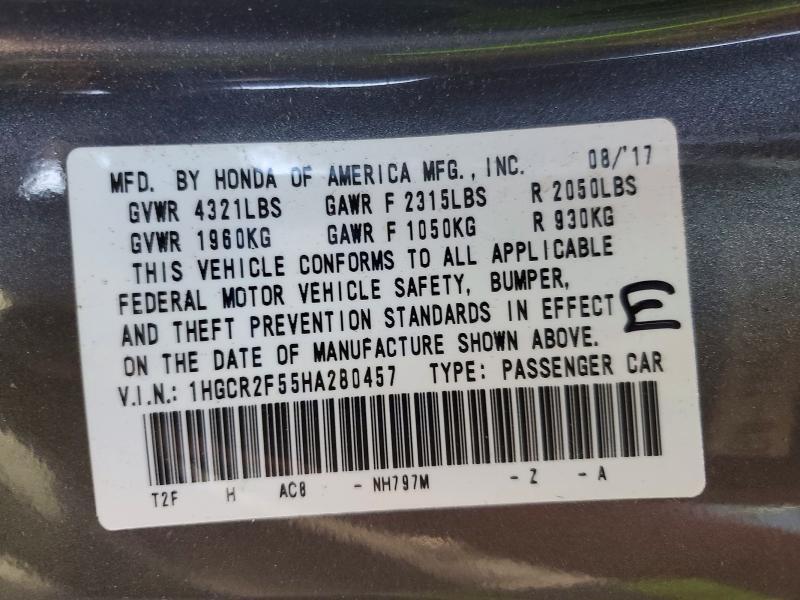 MFD. BY HONDA OF AMERICA MFG., INC. 08/'17
GVWR 4321LBS GAWR F 2315LBS R 2050LBS
GVWR 1960KG GAWR F 1050KG R 930KG
THIS VEHICLE CONFORMS TO ALL APPLICABLE
FEDERAL MOTOR VEHICLE SAFETY, BUMPER,
AND THEFT PREVENTION STANDARDS IN EFFECT E
ON THE DATE OF MANUFACTURE SHOWN ABOVE.
V.I.N.: 1HGCR2F55HA280457 TYPE: PASSENGER CAR
T2F H AC8 - NH797M - Z - A